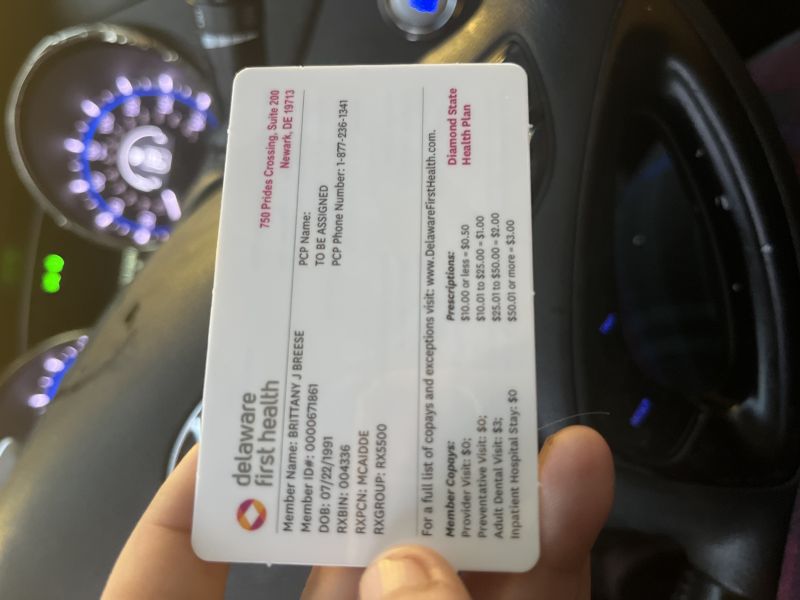 delaware
first health
750 Prides Crossing, Suite 200
Newark, DE 19713
Member Name: BRITTANY J BREESE
Member ID#: 0000671861
DOB: 07/22/1991
RXBIN: 004336
RXPCN: MCAIDDE
RXGROUP: RX5500
PCP Name:
TO BE ASSIGNED
PCP Phone Number: 1-877-236-1341
For a full list of copays and exceptions visit: www.DelawareFirstHealth.com.
Member Copays:
Provider Visit: $0;
Preventative Visit: $0;
Adult Dental Visit: $3;
Inpatient Hospital Stay: $0
Prescriptions:
$10.00 or less = $0.50
$10.01 to $25.00 = $1.00
$25.01 to $50.00 = $2.00
$50.01 or more = $3.00
Diamond State
Health Plan